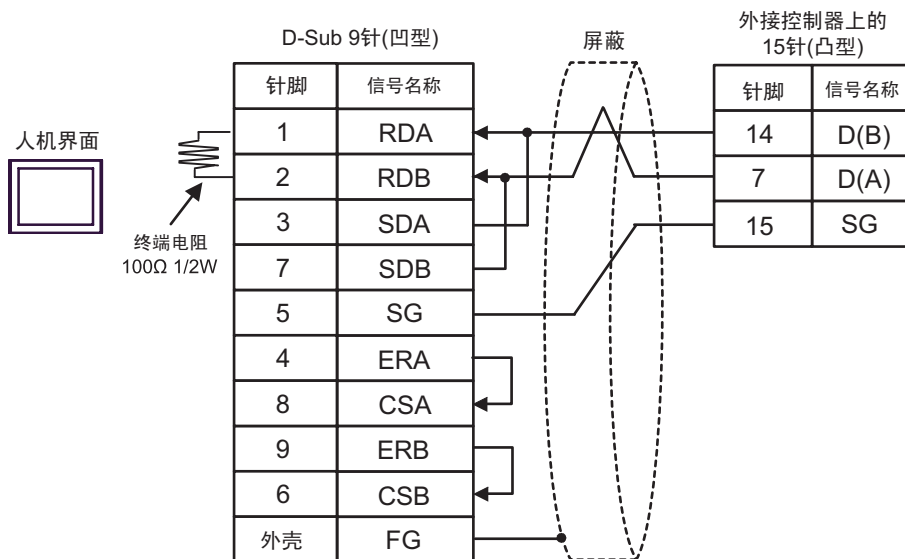 D-Sub 9针(凹型)
屏蔽
外接控制器上的
15针(凸型)
人机界面
终端电阻
100Ω 1/2W
针脚 信号名称
1 RDA
2 RDB
3 SDA
7 SDB
5 SG
4 ERA
8 CSA
9 ERB
6 CSB
外壳 FG
针脚 信号名称
14 D(B)
7 D(A)
15 SG